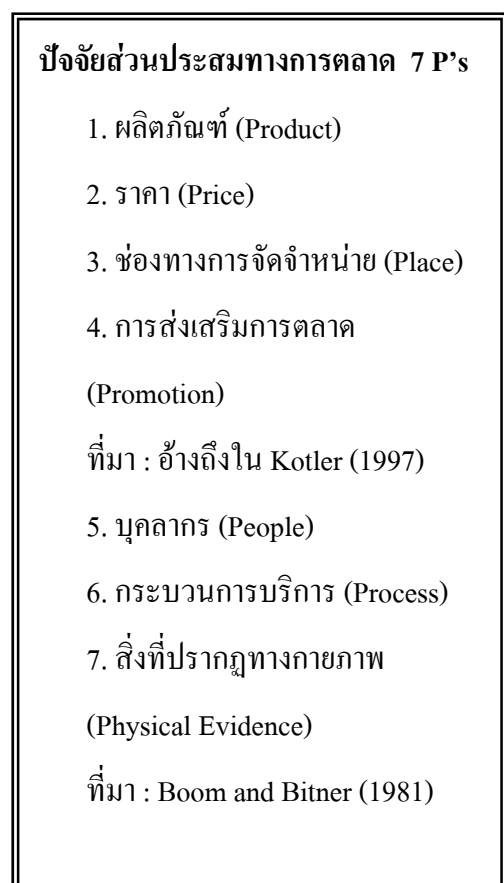 ปัจจัยส่วนประสมทางการตลาด 7 P’s
1. ผลิตภัณฑ์ (Product)
2. ราคา (Price)
3. ช่องทางการจัดจำหน่าย (Place)
4. การส่งเสริมการตลาด
(Promotion)
ที่มา : อ้างถึงใน Kotler (1997)
5. บุคลากร (People)
6. กระบวนการบริการ (Process)
7. สิ่งที่ปรากฏทางกายภาพ
(Physical Evidence)
ที่มา : Boom and Bitner (1981)